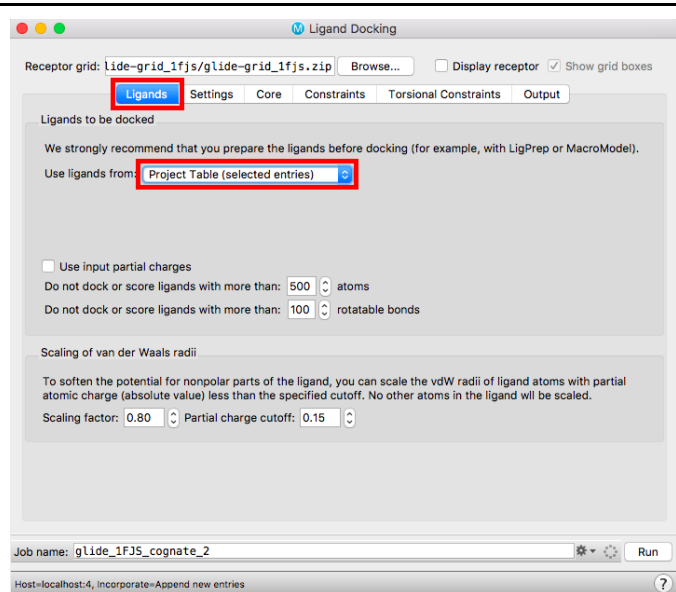 Ligand Docking
Receptor grid: lide-grid_1fjs/glide-grid_1fjs.zip Browse... Display receptor Show grid boxes
Ligands Settings Core Constraints Torsional Constraints Output
Ligands to be docked
We strongly recommend that you prepare the ligands before docking (for example, with LigPrep or MacroModel).
Use ligands from: Project Table (selected entries)
Use input partial charges
Do not dock or score ligands with more than: 500 atoms
Do not dock or score ligands with more than: 100 rotatable bonds
Scaling of van der Waals radii
To soften the potential for nonpolar parts of the ligand, you can scale the vdW radii of ligand atoms with partial
atomic charge (absolute value) less than the specified cutoff. No other atoms in the ligand wll be scaled.
Scaling factor: 0.80 Partial charge cutoff: 0.15
Job name: glide_1FJS_cognate_2 Run
Host=localhost:4, Incorporate=Append new entries ?